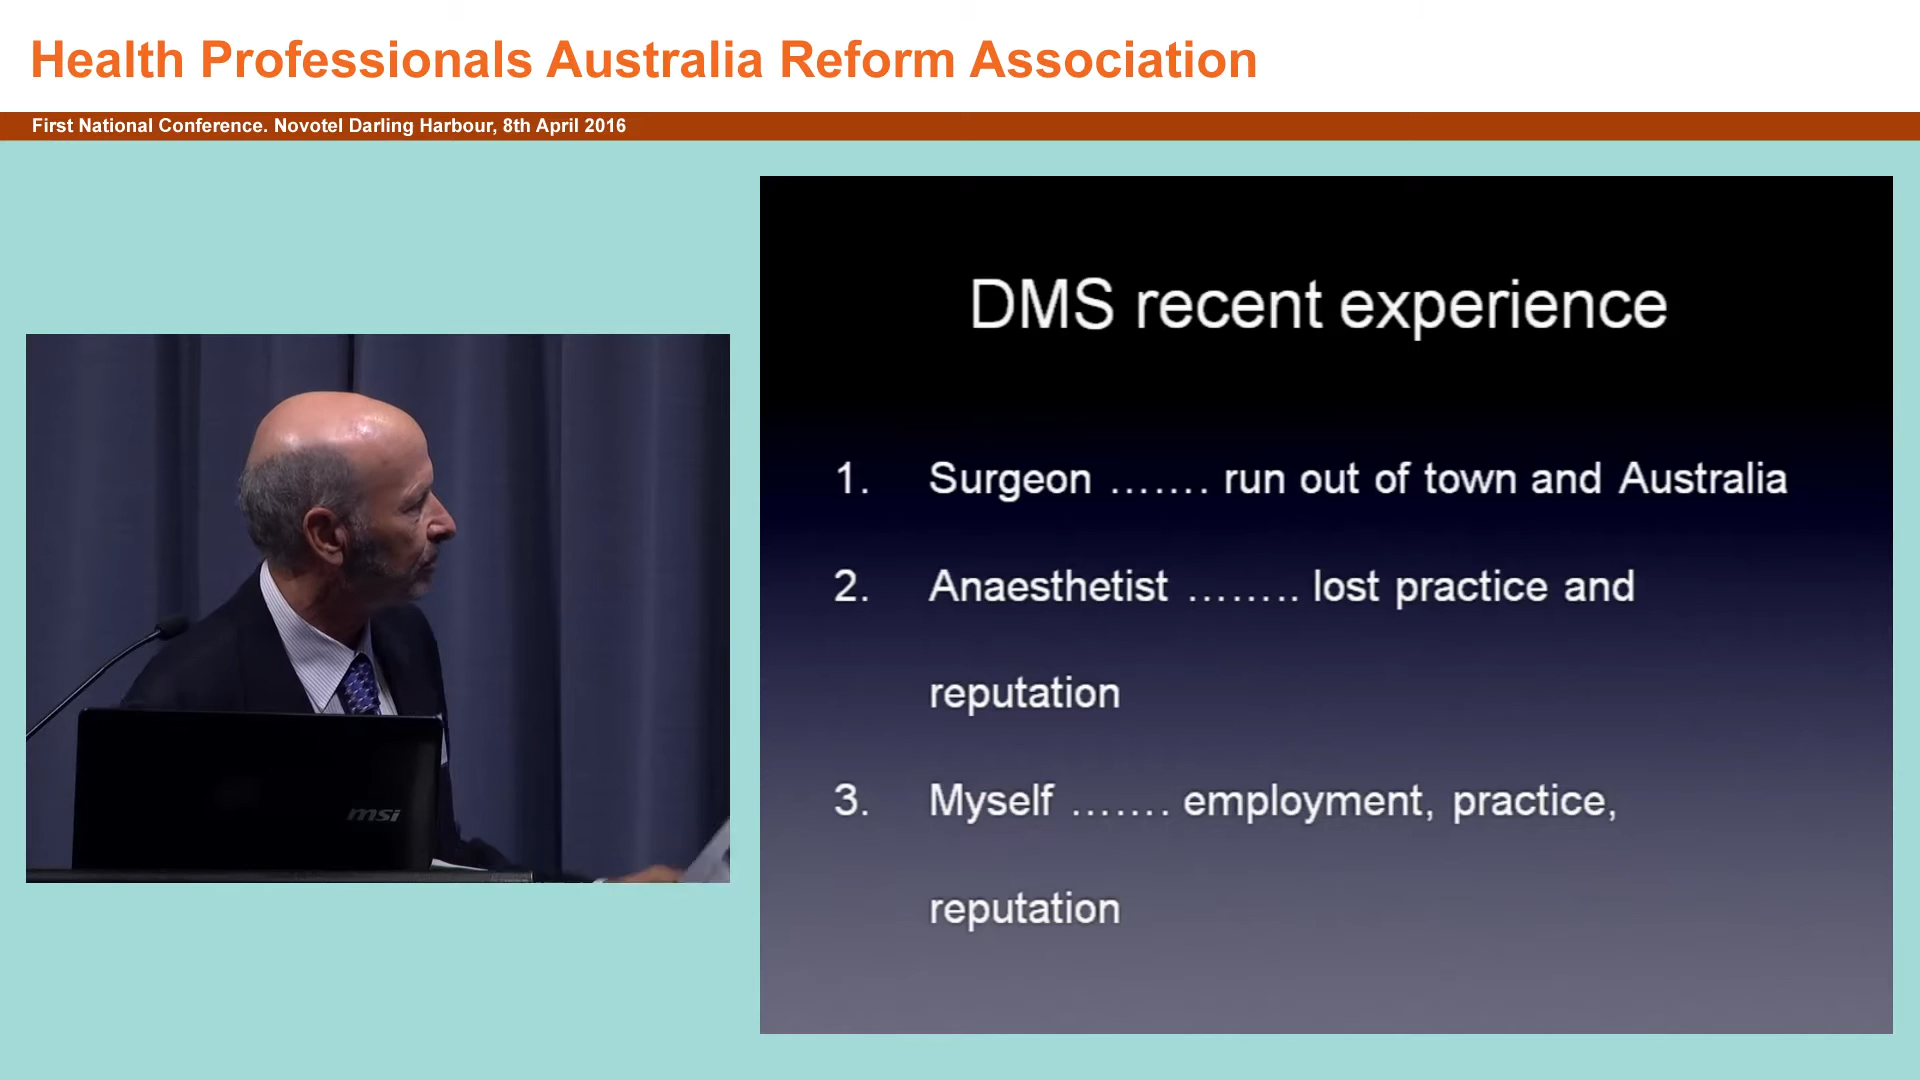 Health Professionals Australia Reform Association
First National Conference. Novotel Darling Harbour, 8th April 2016
DMS recent experience
1. Surgeon ....... run out of town and Australia
2. Anaesthetist ........ lost practice and
reputation
3. Myself ....... employment, practice,
reputation
msi